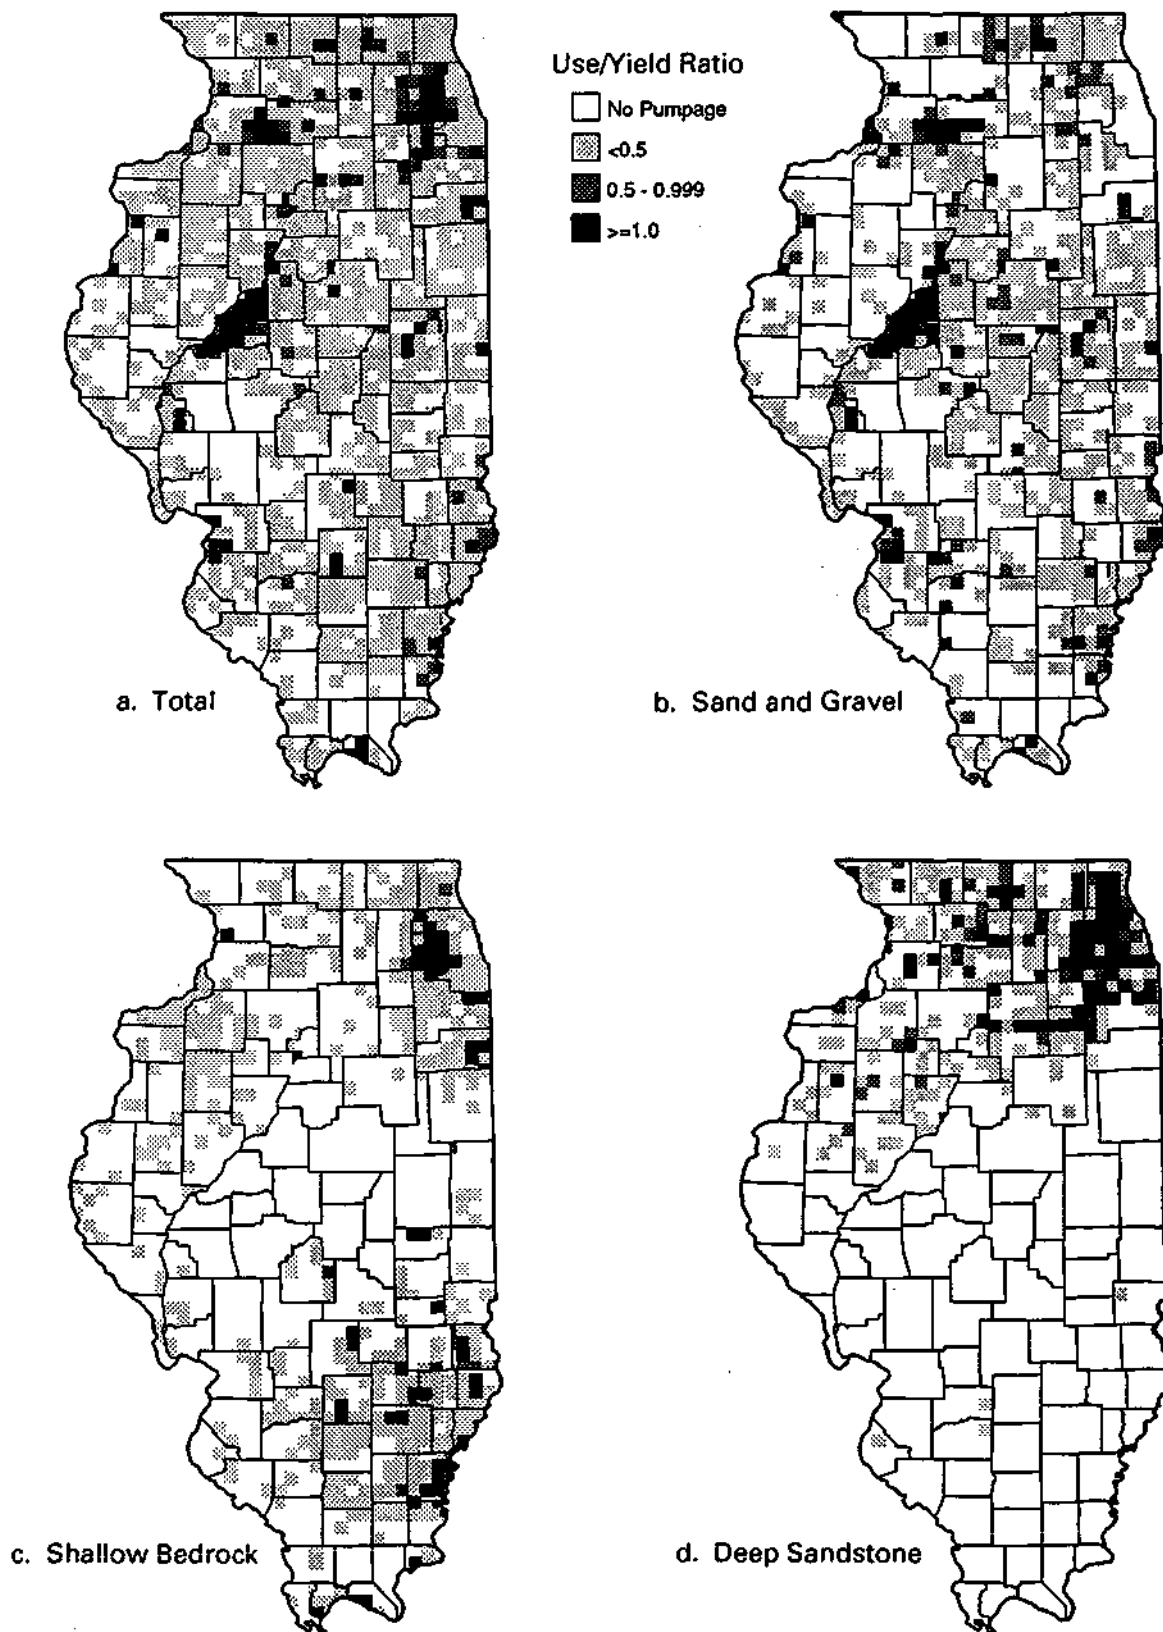 Use/Yield Ratio
No Pumpage
<0.5
0.5 - 0.999
>=1.0
a. Total
b. Sand and Gravel
c. Shallow Bedrock
d. Deep Sandstone